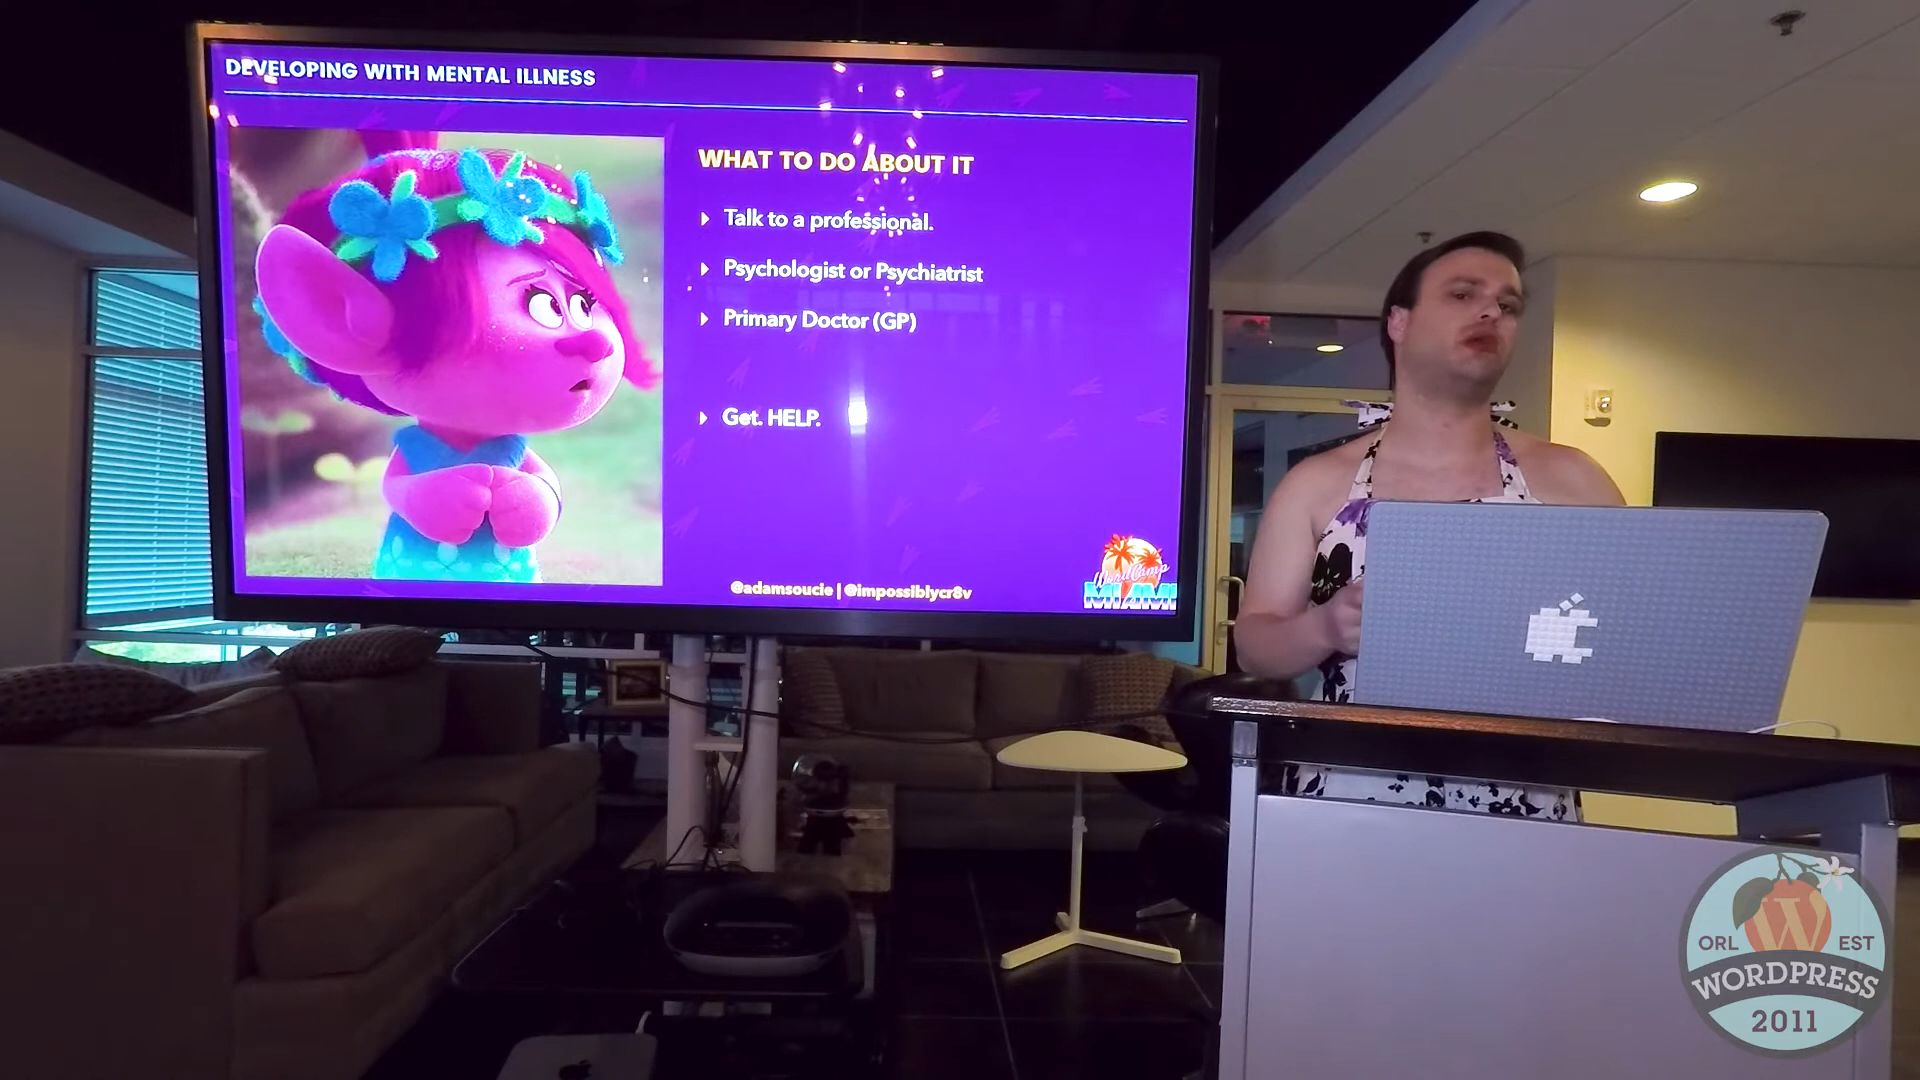 DEVELOPING WITH MENTAL ILLNESS
WHAT TO DO ABOUT IT
Talk to a professional.
Psychologist or Psychiatrist
Primary Doctor (GP)
Get. HELP.
@adamsoucie | @impossiblycr8v
WordCamp
MIAMI
ORL W EST
WORDPRESS
2011